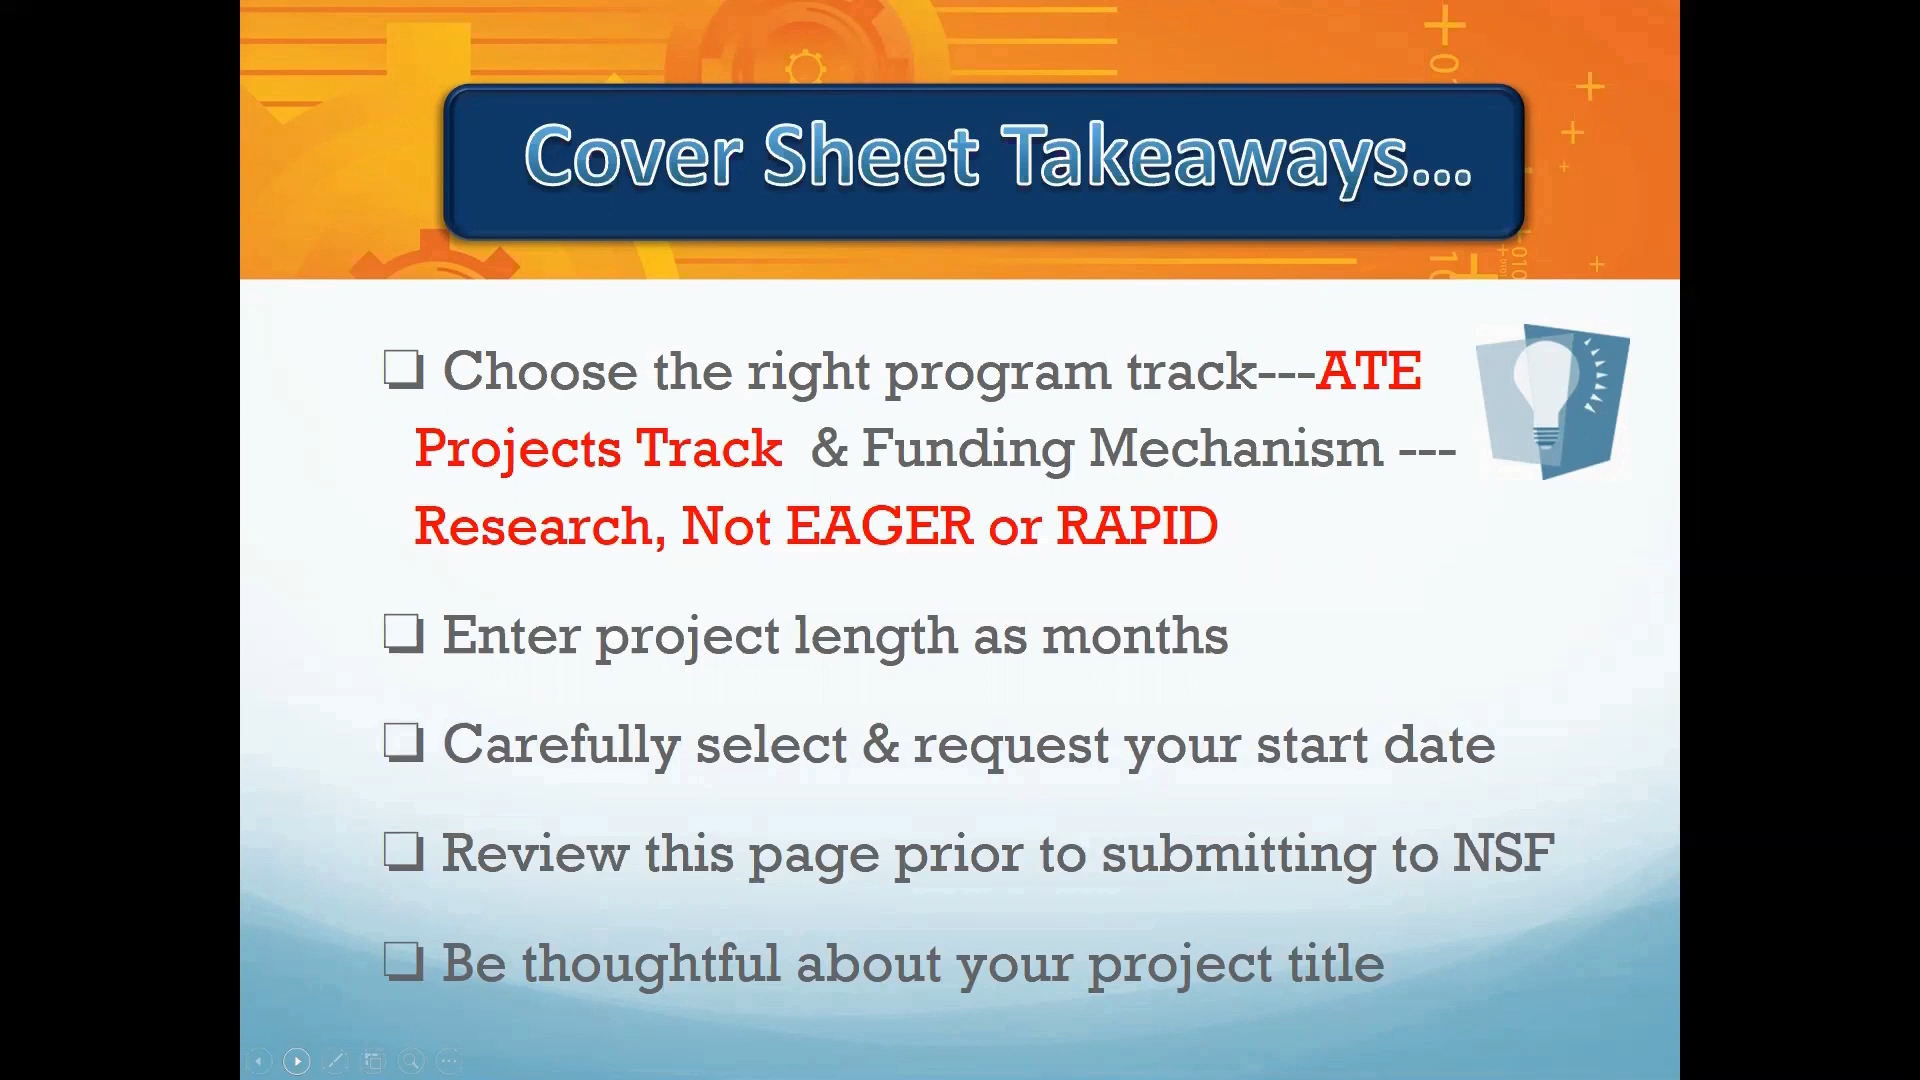 Cover Sheet Takeaways...
❑ Choose the right program track---ATE
Projects Track & Funding Mechanism ---
Research, Not EAGER or RAPID
❑ Enter project length as months
❑ Carefully select & request your start date
❑ Review this page prior to submitting to NSF
❑ Be thoughtful about your project title